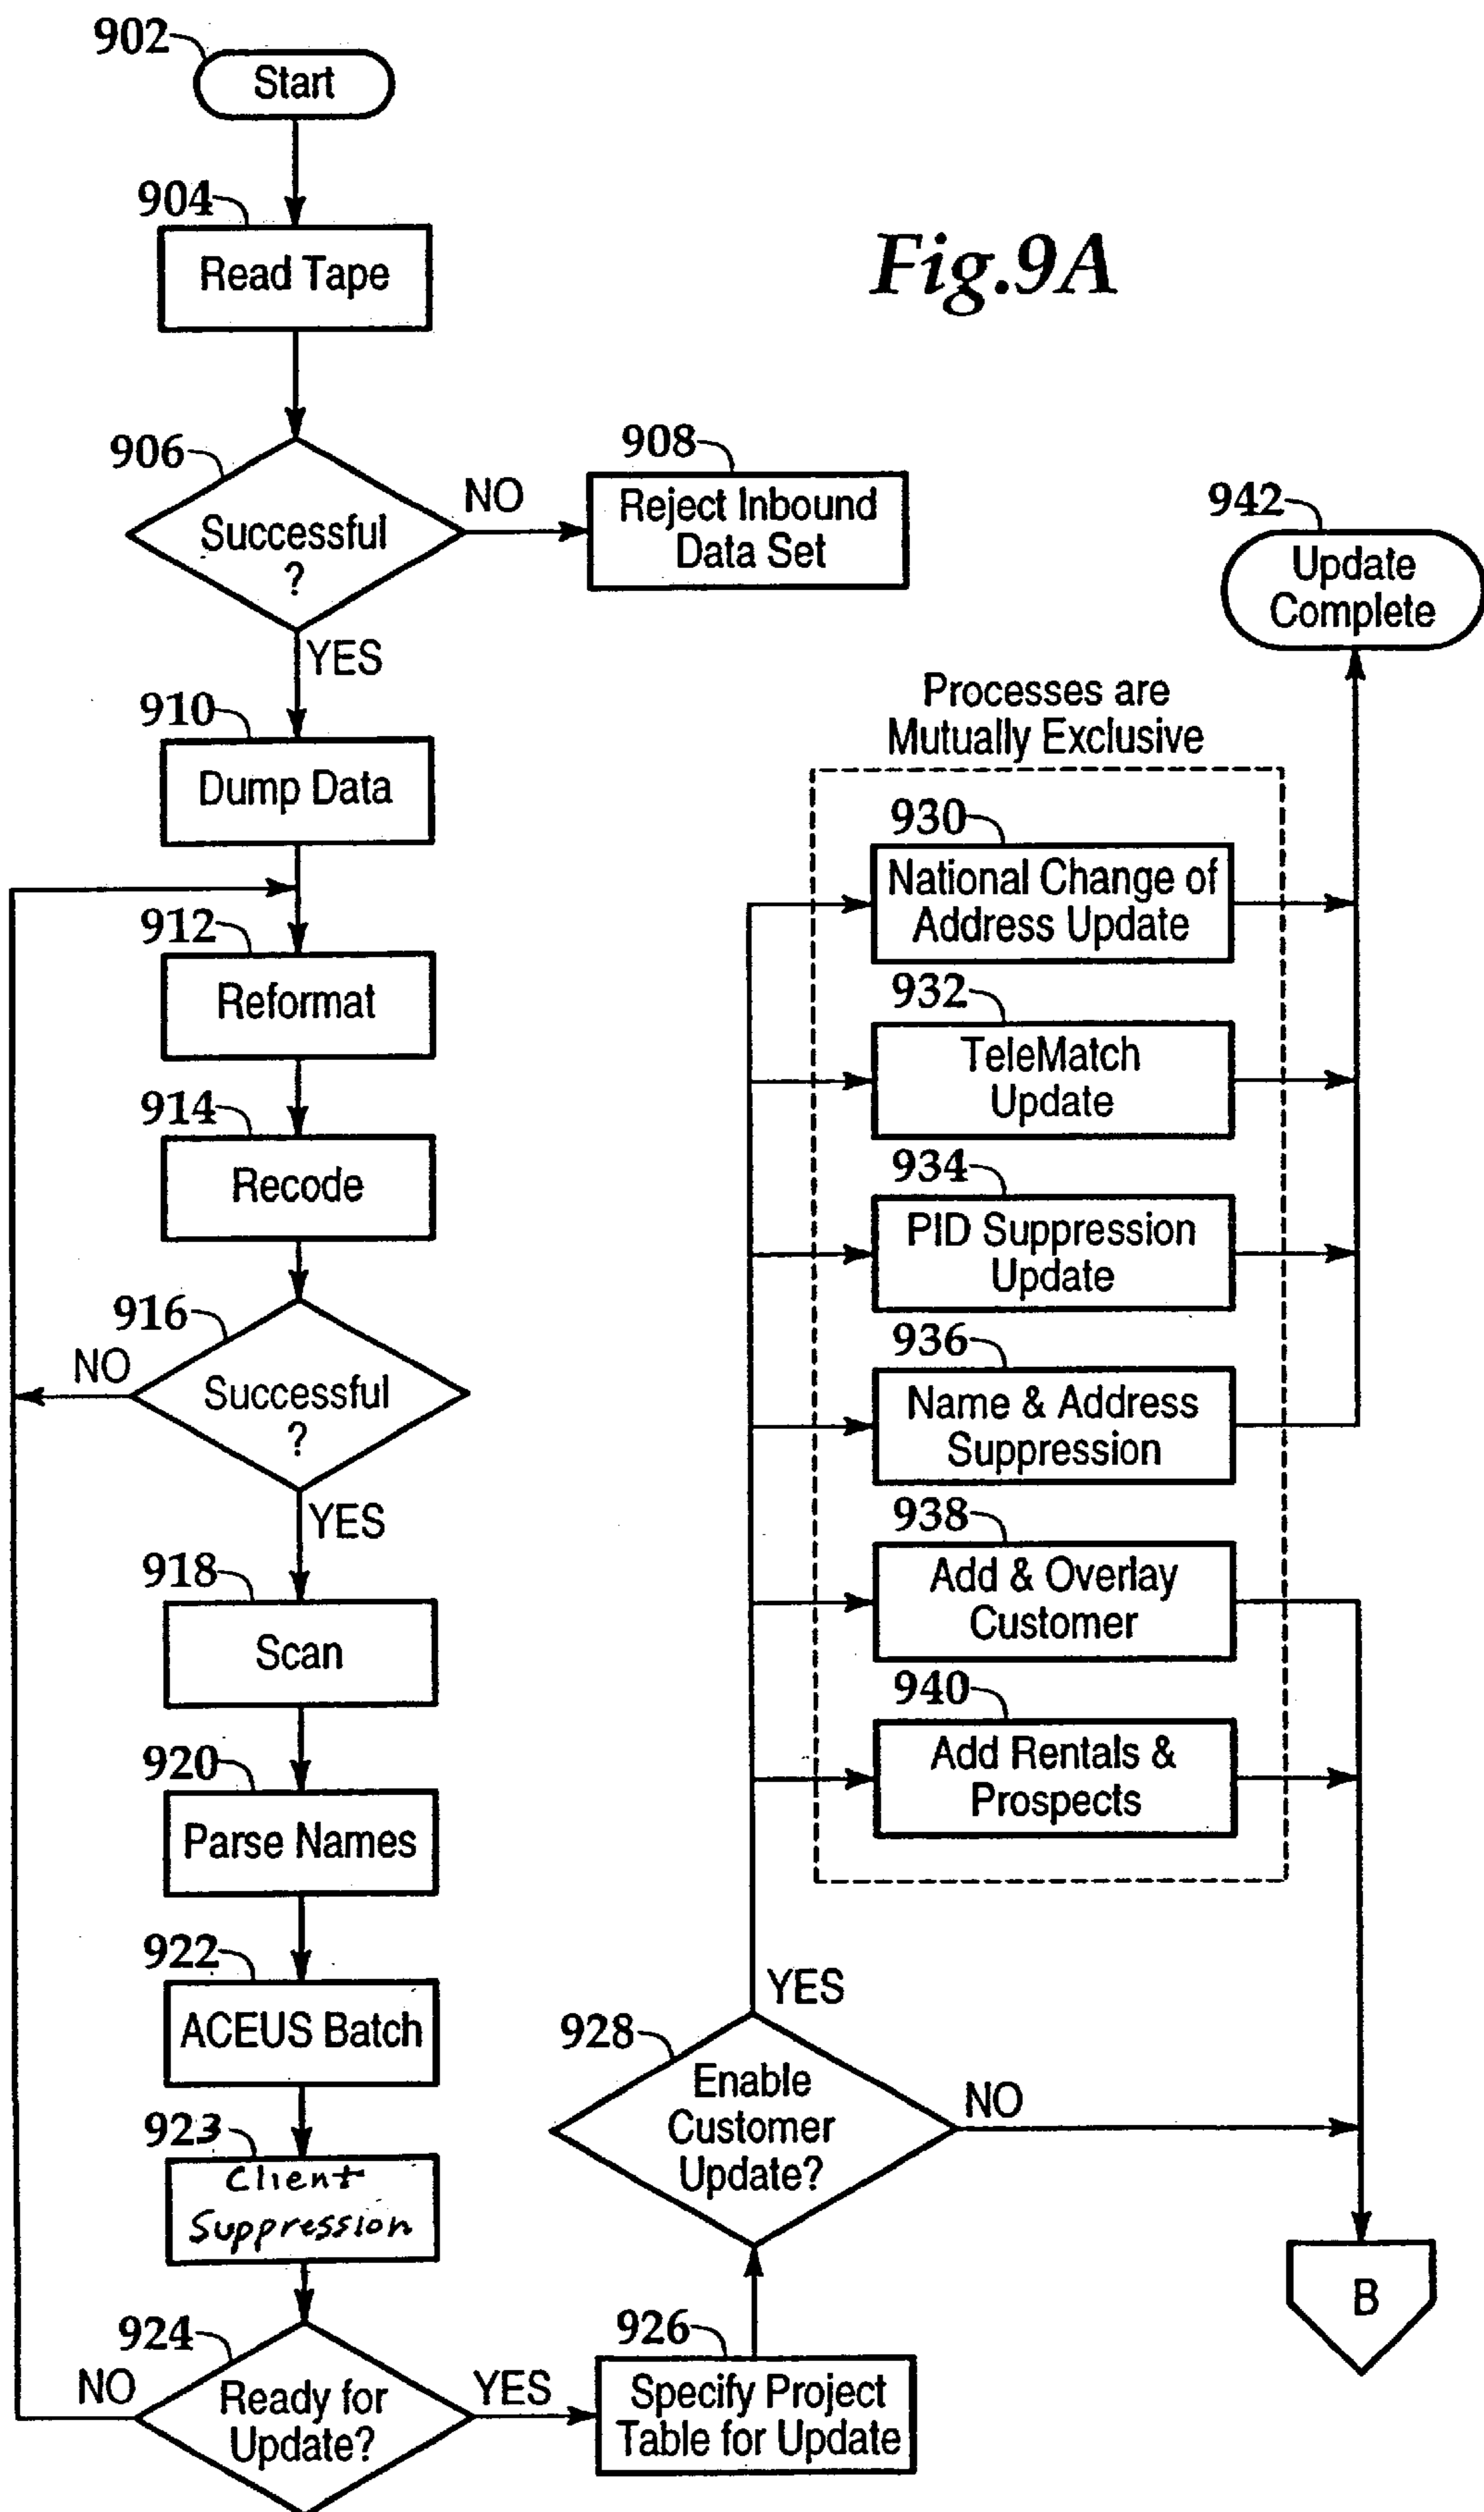 902
Start
904
Read Tape
Fig.9A
906
Successful
?
NO
908
Reject Inbound
Data Set
YES
910
Dump Data
912
Reformat
914
Recode
916
NO
Successful
?
YES
918
Scan
920
Parse Names
922
ACEUS Batch
923
Client
Suppression
924
NO
Ready for
Update?
YES
926
Specify Project
Table for Update
928
Enable
Customer
Update?
YES
NO
Processes are
Mutually Exclusive
930
National Change of
Address Update
932
TeleMatch
Update
934
PID Suppression
Update
936
Name & Address
Suppression
938
Add & Overlay
Customer
940
Add Rentals &
Prospects
942
Update
Complete
B